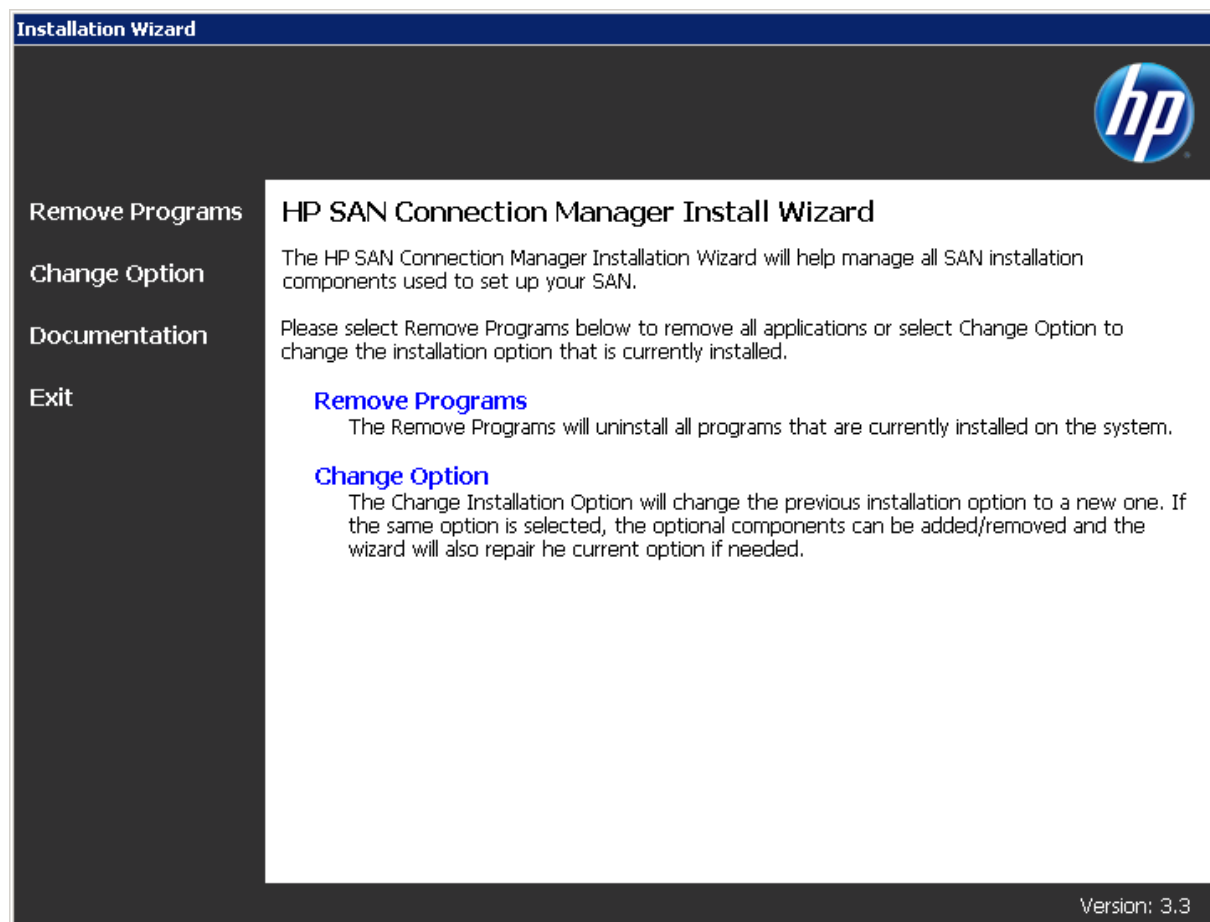 Installation Wizard
hp
Remove Programs
Change Option
Documentation
Exit
HP SAN Connection Manager Install Wizard
The HP SAN Connection Manager Installation Wizard will help manage all SAN installation
components used to set up your SAN.
Please select Remove Programs below to remove all applications or select Change Option to
change the installation option that is currently installed.
Remove Programs
The Remove Programs will uninstall all programs that are currently installed on the system.
Change Option
The Change Installation Option will change the previous installation option to a new one. If
the same option is selected, the optional components can be added/removed and the
wizard will also repair he current option if needed.
Version: 3.3